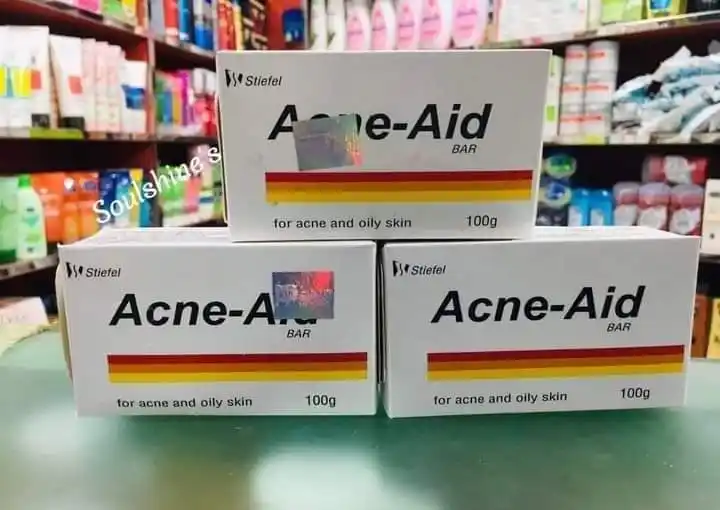 Stiefel
Acne-Aid
BAR
for acne and oily skin 100g
Soulshine's
Stiefel
Acne-A
BAR
for acne and oily skin 100g
Stiefel
Acne-Aid
BAR
for acne and oily skin 100g